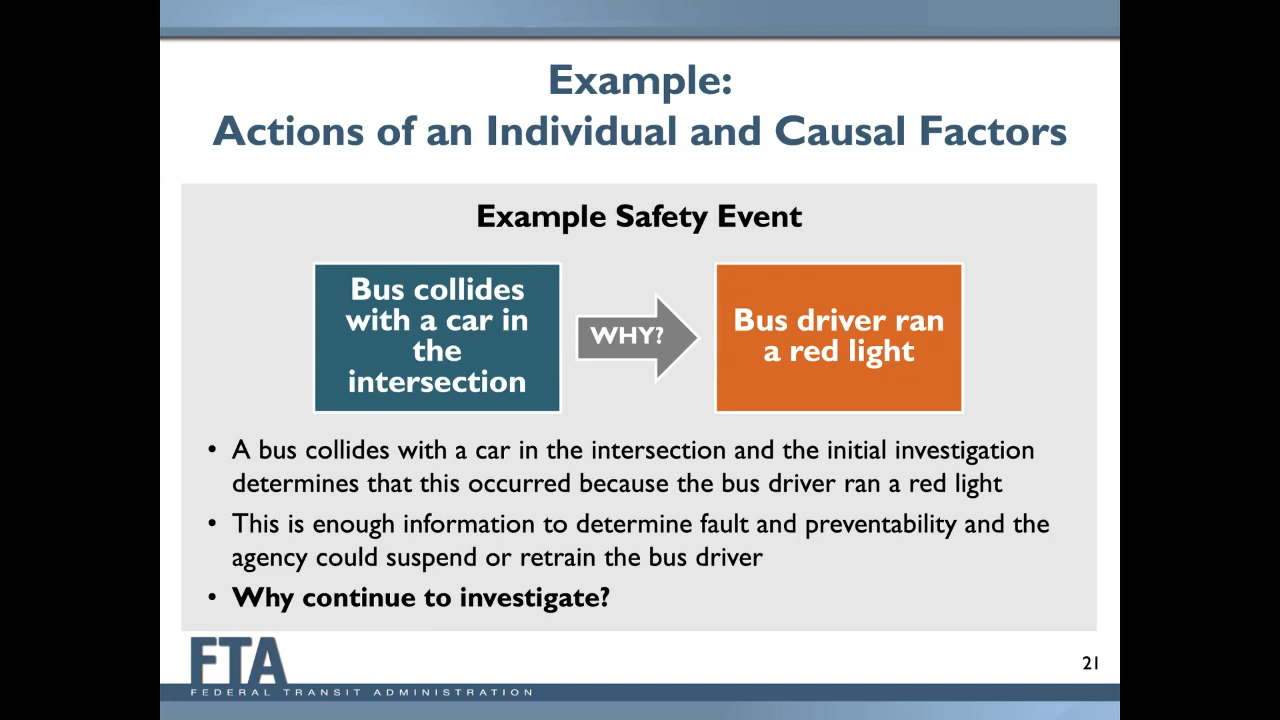 Example:
Actions of an Individual and Causal Factors
Example Safety Event
Bus collides
with a car in
the
intersection
WHY?
Bus driver ran
a red light
• A bus collides with a car in the intersection and the initial investigation
determines that this occurred because the bus driver ran a red light
• This is enough information to determine fault and preventability and the
agency could suspend or retrain the bus driver
• Why continue to investigate?
FTA
FEDERAL TRANSIT ADMINISTRATION
21